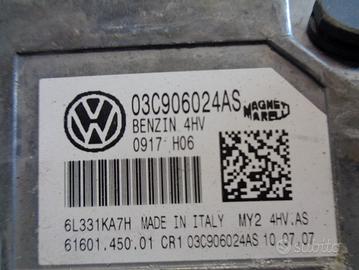 03C906024AS
MAGNETI MARELLI
BENZIN 4HV
0917 H06
6L331KA7H MADE IN ITALY MY2 4HV.AS
61601.450.01 CR1 03C906024AS 10.07.07
subito